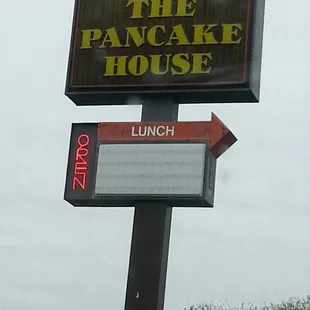 THE
PANCAKE
HOUSE
LUNCH
OPEN